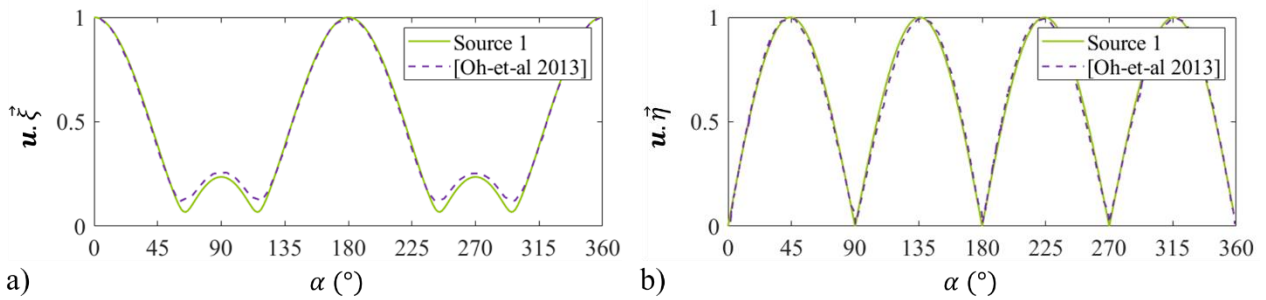 1
0.5
0
𝒖. ξ⃗
Source 1
[Oh-et-al 2013]
0 45 90 135 180 225 270 315 360
a)
α (°)
1
0.5
0
𝒖. η⃗
Source 1
[Oh-et-al 2013]
0 45 90 135 180 225 270 315 360
b)
α (°)